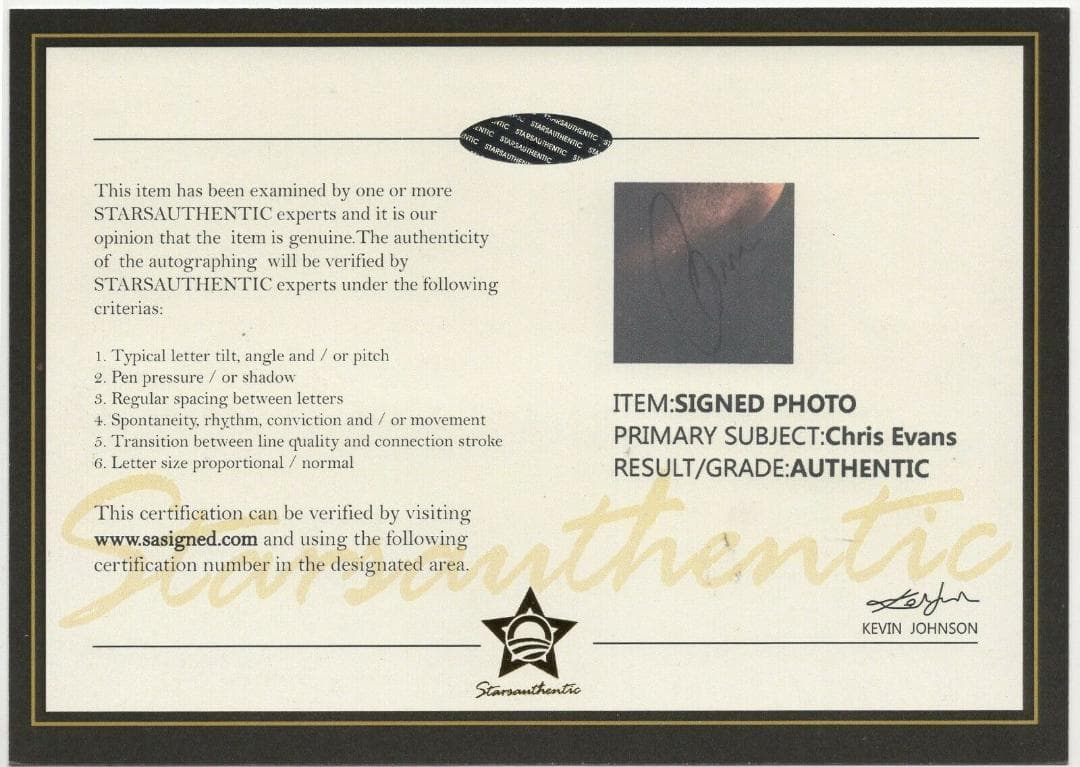 STARSAUTHENTIC STARSAUTHENTIC
STARSAUTHENTIC STARSAUTHENTIC
This item has been examined by one or more
STARSAUTHENTIC experts and it is our
opinion that the item is genuine.The authenticity
of the autographing will be verified by
STARSAUTHENTIC experts under the following
criterias:
1. Typical letter tilt, angle and / or pitch
2. Pen pressure / or shadow
3. Regular spacing between letters
4. Spontaneity, rhythm, conviction and / or movement
5. Transition between line quality and connection stroke
6. Letter size proportional / normal
This certification can be verified by visiting
www.sasigned.com and using the following
certification number in the designated area.
ITEM:SIGNED PHOTO
PRIMARY SUBJECT:Chris Evans
RESULT/GRADE:AUTHENTIC
Starsauthentic
KEVIN JOHNSON
Starsauthentic